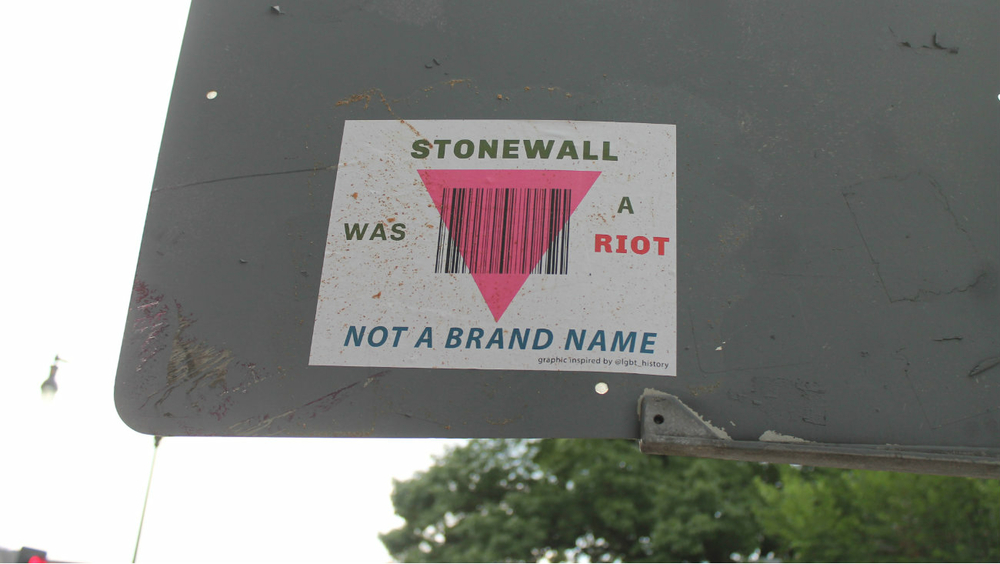 STONEWALL
WAS
A
RIOT
NOT A BRAND NAME
graphic inspired by @lgbt_history